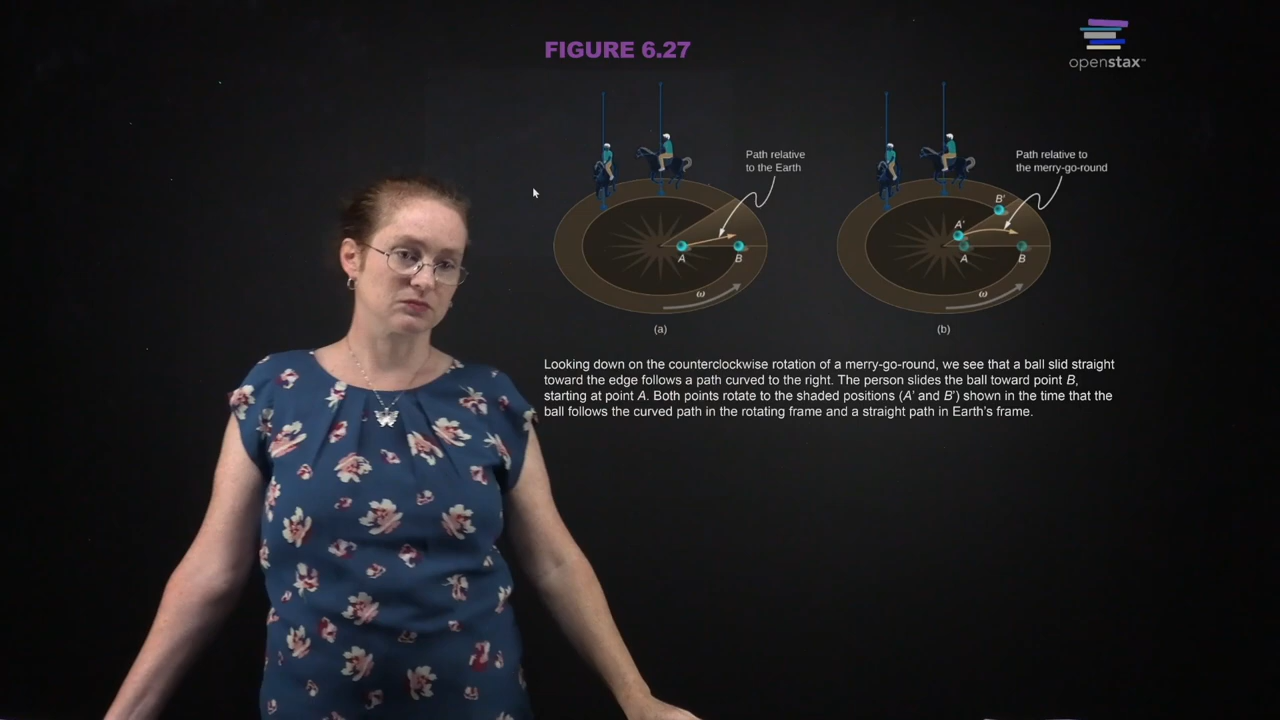 FIGURE 6.27
openstax™
Path relative
to the Earth
A
B
ω
(a)
Path relative to
the merry-go-round
B'
A'
A
B
ω
(b)
Looking down on the counterclockwise rotation of a merry-go-round, we see that a ball slid straight
toward the edge follows a path curved to the right. The person slides the ball toward point B,
starting at point A. Both points rotate to the shaded positions (A' and B') shown in the time that the
ball follows the curved path in the rotating frame and a straight path in Earth's frame.